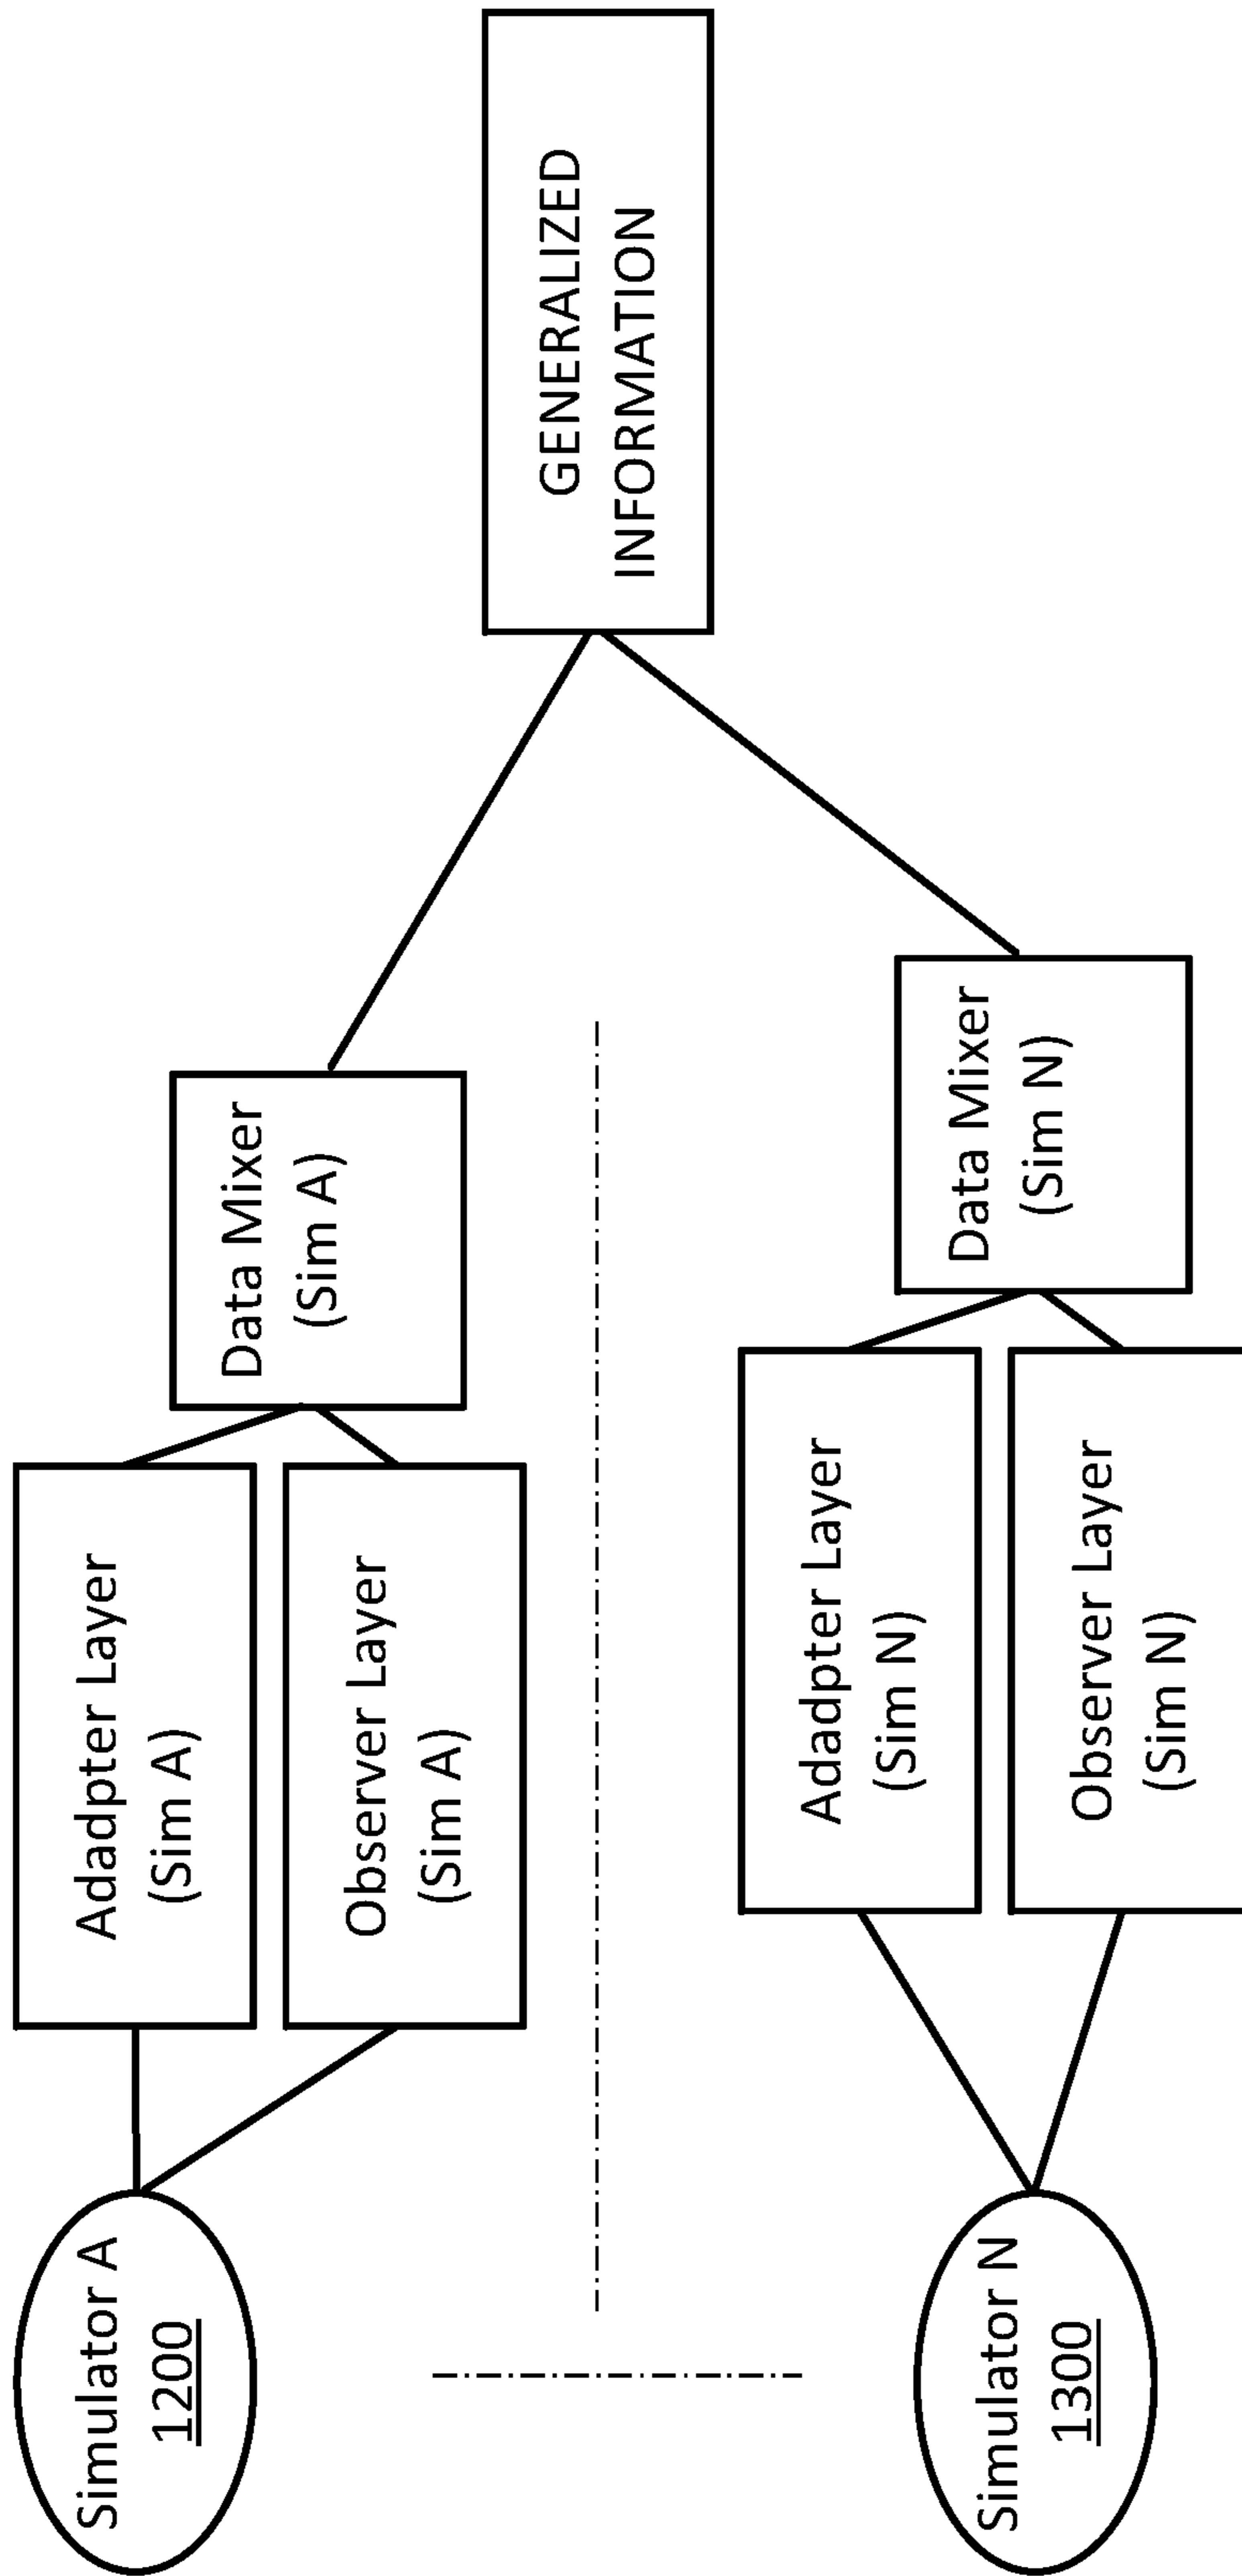 Simulator A
1200
Adadpter Layer
(Sim A)
Observer Layer
(Sim A)
Data Mixer
(Sim A)
GENERALIZED
INFORMATION
Simulator N
1300
Adadpter Layer
(Sim N)
Observer Layer
(Sim N)
Data Mixer
(Sim N)